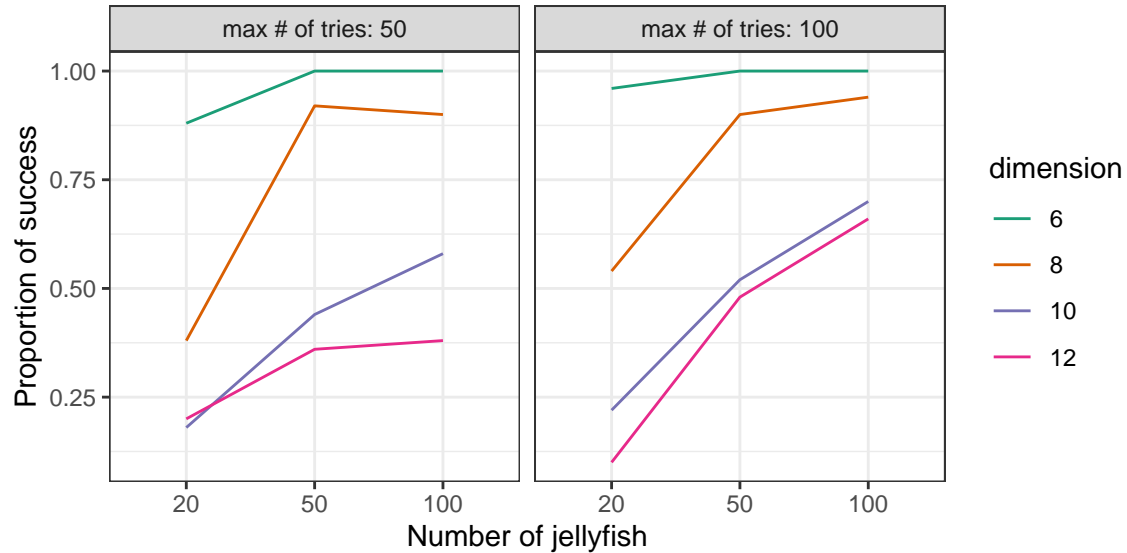 max # of tries: 50
max # of tries: 100
Proportion of success
1.00
0.75
0.50
0.25
20 50 100
20 50 100
Number of jellyfish
dimension
6
8
10
12